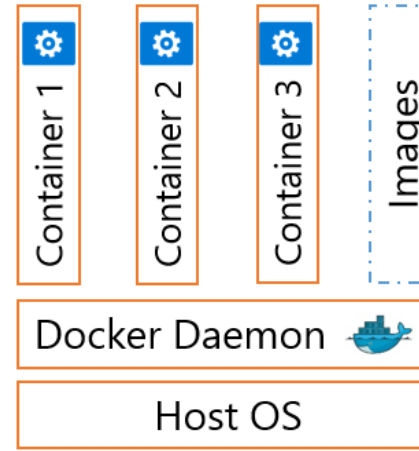 Container 1
Container 2
Container 3
Images
Docker Daemon
Host OS